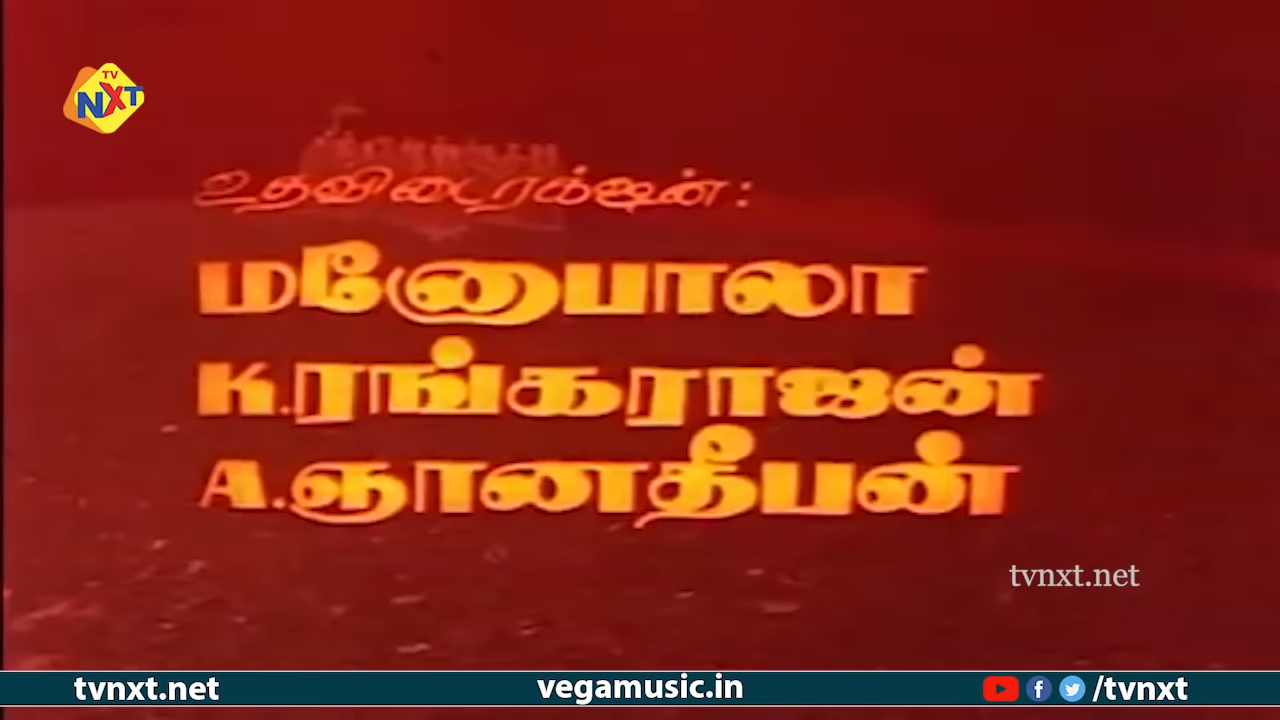 TV
NXT
உதவிடைரக்ஷன் :
மனோபாலா
K.ரங்கராஜன்
A.ஞானதீபன்
tvnxt.net
tvnxt.net
vegamusic.in
/tvnxt